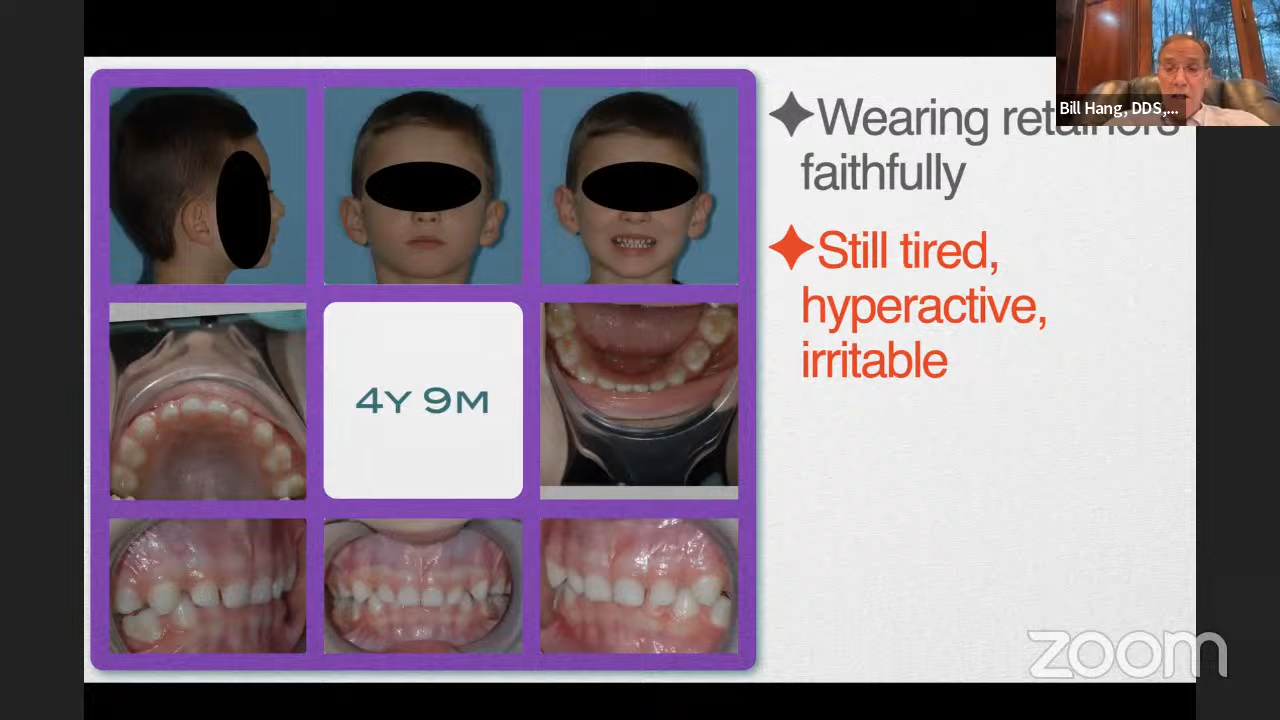 Bill Hang, DDS,...
Wearing retainers
faithfully
Still tired,
hyperactive,
irritable
4Y 9M
zoom